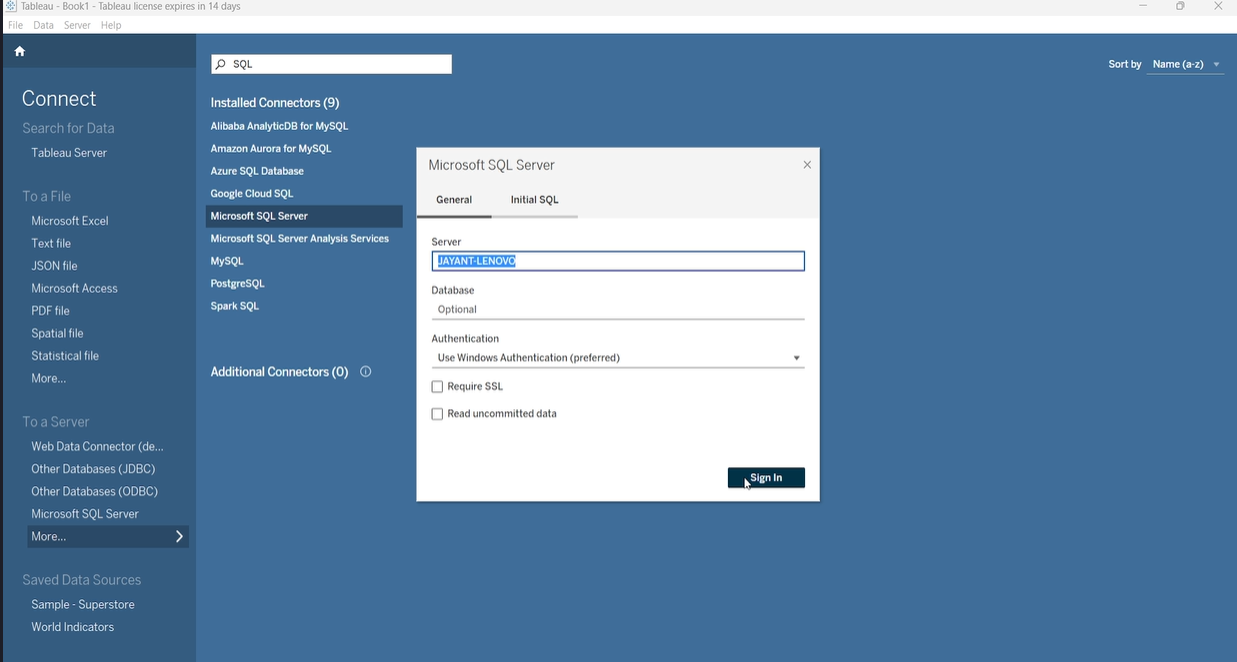 Tableau - Book1 - Tableau license expires in 14 days
File Data Server Help
Connect
Search for Data
Tableau Server
To a File
Microsoft Excel
Text file
JSON file
Microsoft Access
PDF file
Spatial file
Statistical file
More...
To a Server
Web Data Connector (de...
Other Databases (JDBC)
Other Databases (ODBC)
Microsoft SQL Server
More...
Saved Data Sources
Sample - Superstore
World Indicators
SQL
Sort by Name (a-z)
Installed Connectors (9)
Alibaba AnalyticDB for MySQL
Amazon Aurora for MySQL
Azure SQL Database
Google Cloud SQL
Microsoft SQL Server
Microsoft SQL Server Analysis Services
MySQL
PostgreSQL
Spark SQL
Additional Connectors (0)
Microsoft SQL Server
General Initial SQL
Server
JAYANT-LENOVO
Database
Optional
Authentication
Use Windows Authentication (preferred)
Require SSL
Read uncommitted data
Sign In